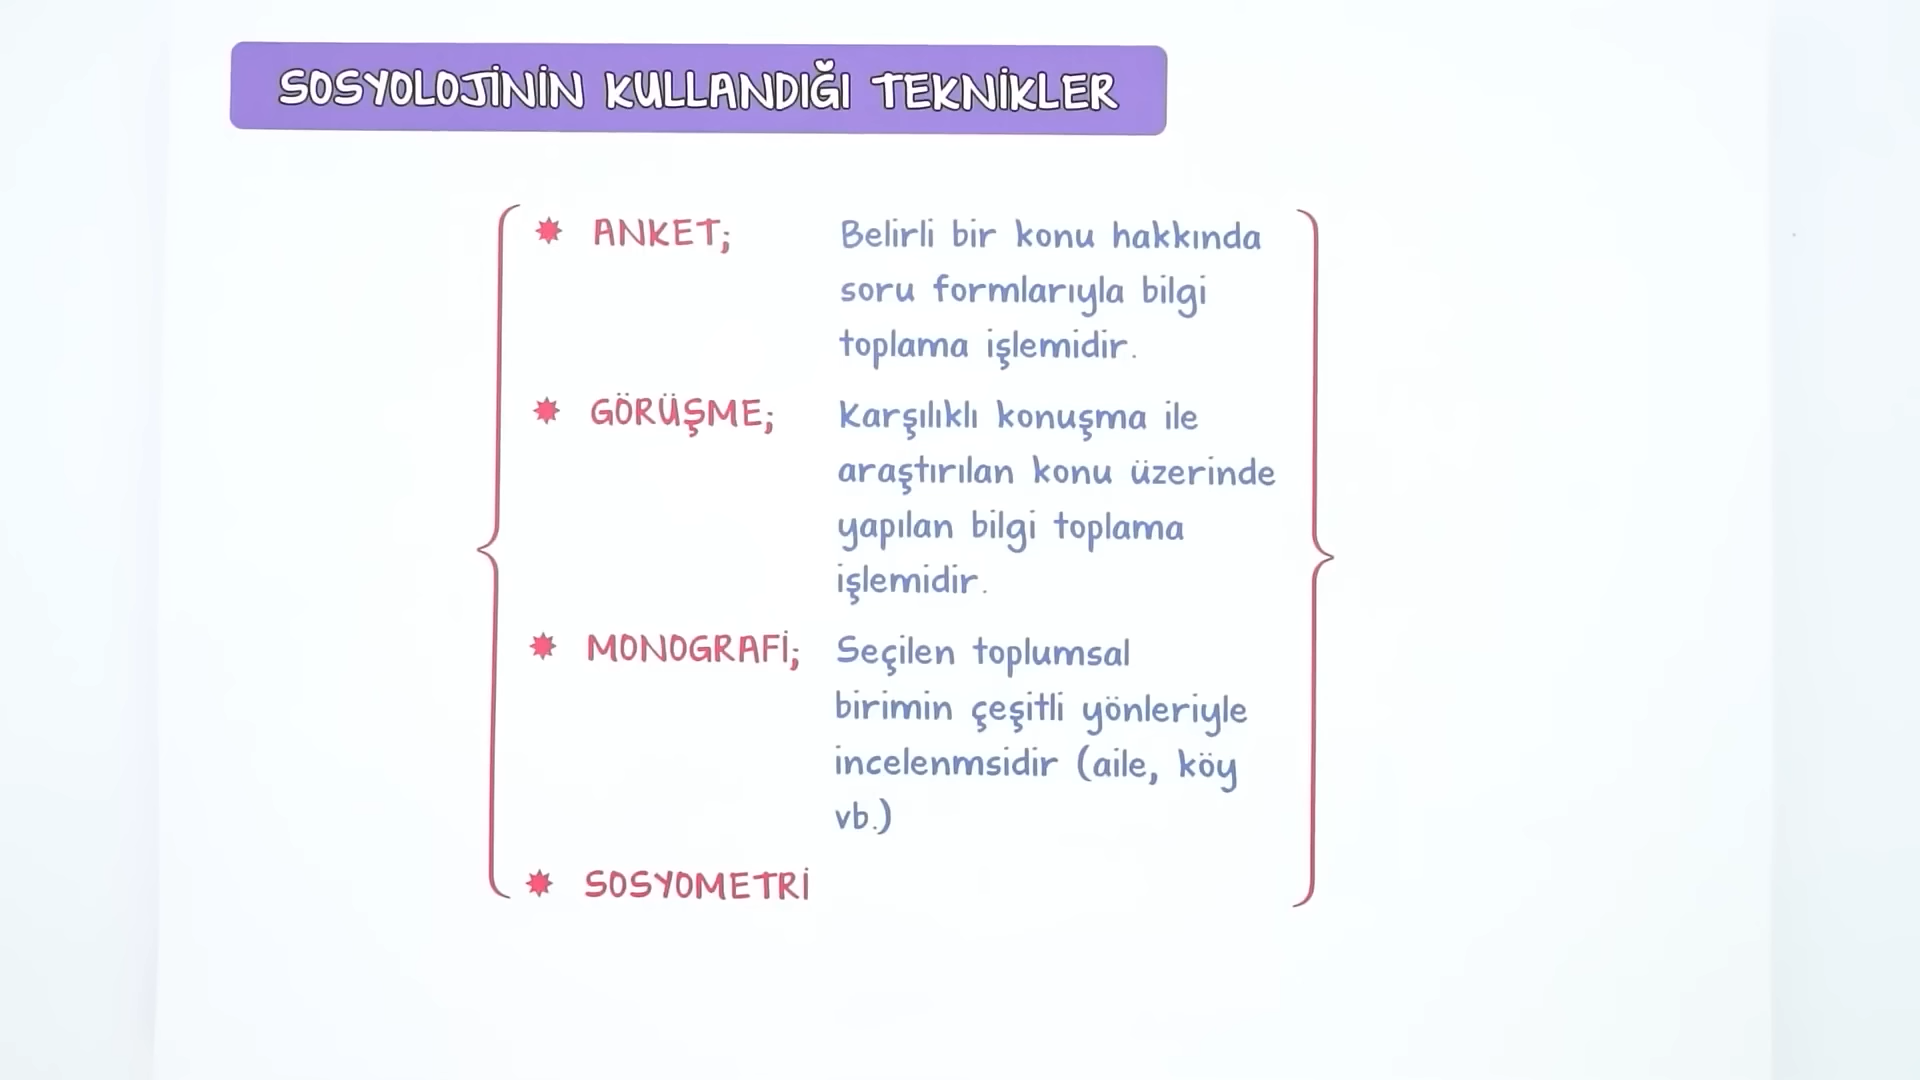 SOSYOLOJİNİN KULLANDIĞI TEKNİKLER
ANKET; Belirli bir konu hakkında
soru formlarıyla bilgi
toplama işlemidir.
GÖRÜŞME; Karşılıklı konuşma ile
araştırılan konu üzerinde
yapılan bilgi toplama
işlemidir.
MONOGRAFİ; Seçilen toplumsal
birimin çeşitli yönleriyle
incelenmsidir (aile, köy
vb.)
SOSYOMETRİ